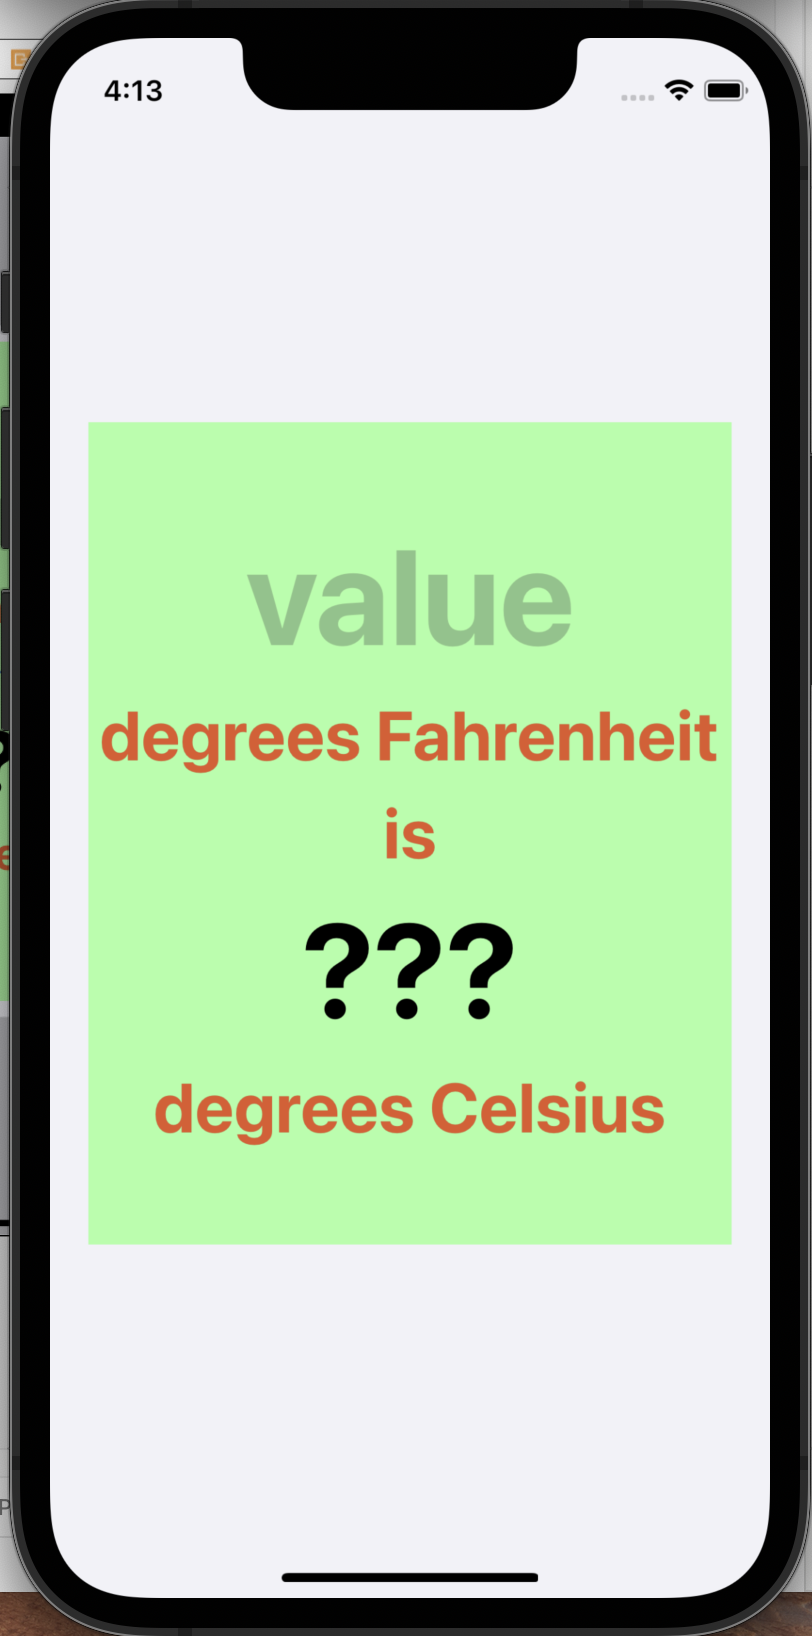 4:13
value
degrees Fahrenheit
is
???
degrees Celsius